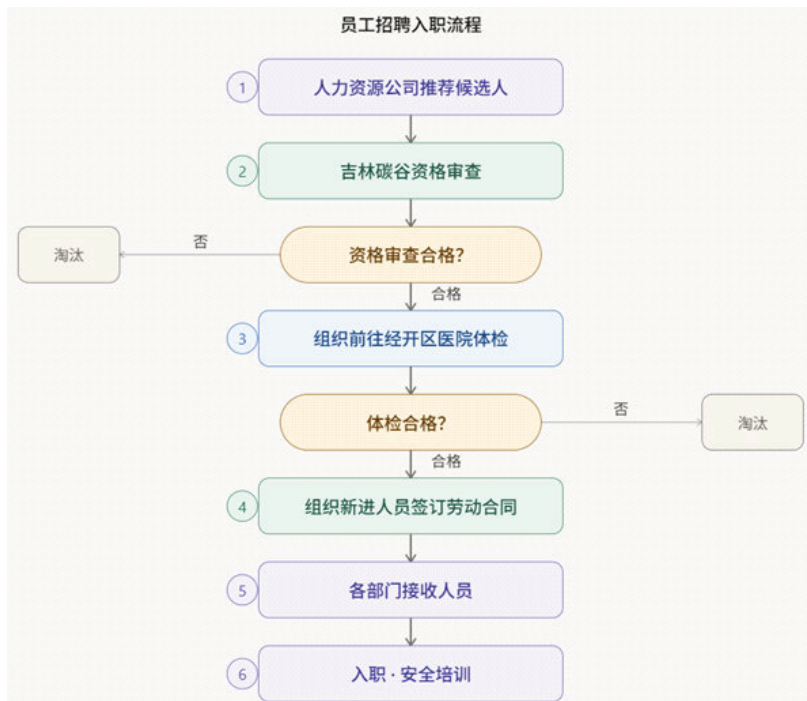 员工招聘入职流程
1 人力资源公司推荐候选人
2 吉林碳谷资格审查
淘汰 否 资格审查合格？
合格
3 组织前往经开区医院体检
体检合格？ 否 淘汰
合格
4 组织新进人员签订劳动合同
5 各部门接收人员
6 入职·安全培训